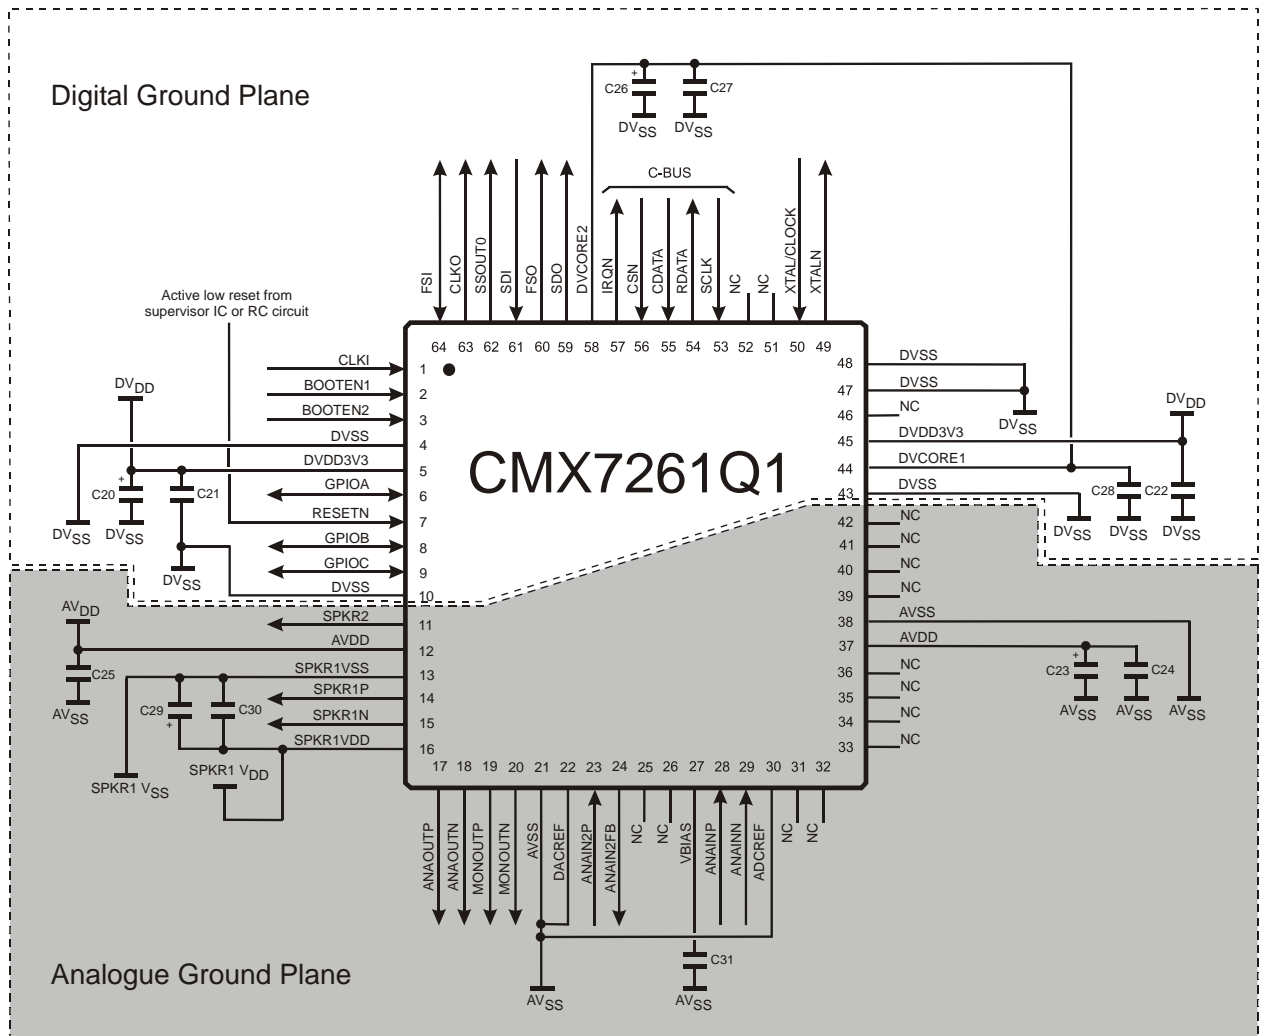 Digital Ground Plane
C26
+
C27
DVSS
DVSS
C-BUS
FSI
CLKO
SSOUT0
SDI
FSO
SDO
DVCORE2
IRQN
CSN
CDATA
RDATA
SCLK
NC
NC
XTAL/CLOCK
XTALN
Active low reset from
supervisor IC or RC circuit
64 63 62 61 60 59 58 57 56 55 54 53 52 51 50 49
CLKI
1
BOOTEN1
2
BOOTEN2
3
DVSS
4
DVDD3V3
5
GPIOA
6
RESETN
7
GPIOB
8
GPIOC
9
DVSS
10
DVDD
C20
+
C21
DVSS
DVSS
DVSS
CMX7261Q1
48
DVSS
47
DVSS
46
NC
45
DVDD3V3
44
DVCORE1
43
DVSS
DVSS
DVDD
C28
C22
DVSS
DVSS
DVSS
42
NC
41
NC
40
NC
39
NC
38
AVSS
37
AVDD
36
NC
35
NC
34
NC
33
NC
+
C23
C24
AVSS
AVSS
AVSS
AVDD
SPKR2
11
AVDD
12
SPKR1VSS
13
SPKR1P
14
SPKR1N
15
SPKR1VDD
16
C25
AVSS
C29
+
C30
SPKR1 VSS
SPKR1 VDD
17 18 19 20 21 22 23 24 25 26 27 28 29 30 31 32
ANAOUTP
ANAOUTN
MONOUTP
MONOUTN
AVSS
DACREF
ANAIN2P
ANAIN2FB
NC
NC
VBIAS
ANAINP
ANAINN
ADCREF
NC
NC
C31
AVSS
AVSS
Analogue Ground Plane